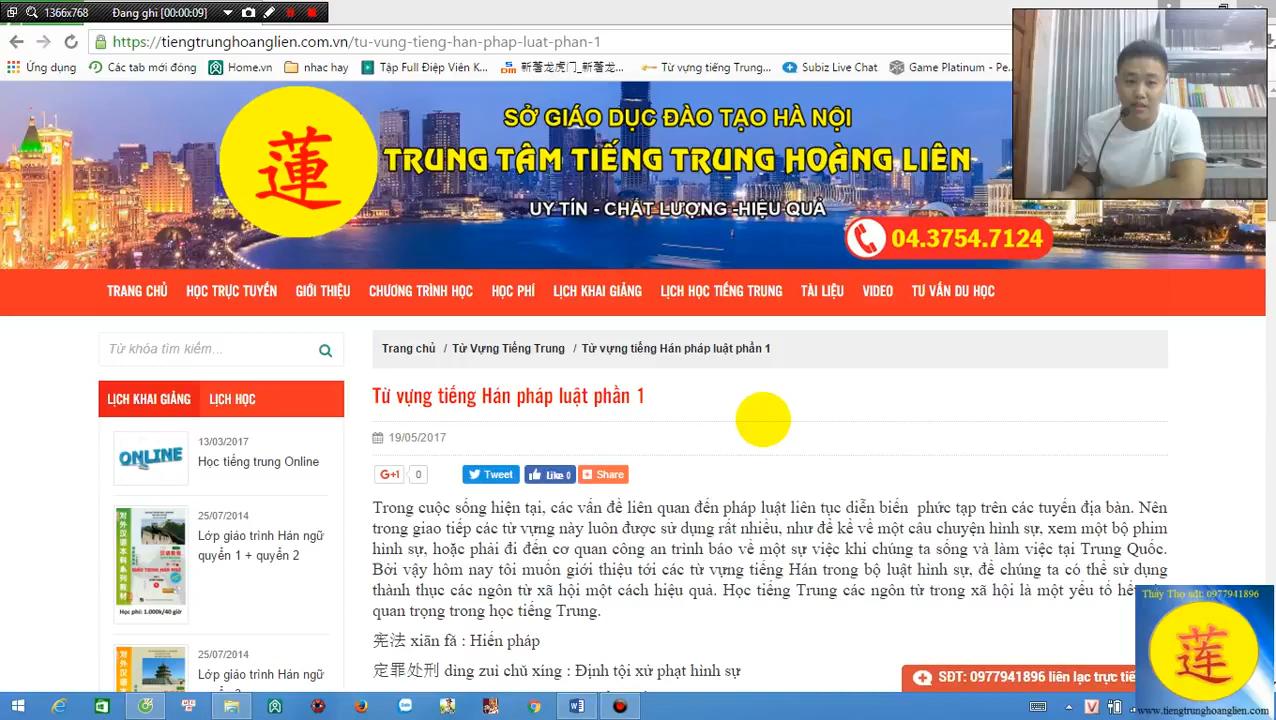 1366x768
Đang ghi [00:00:09]
https://tiengtrunghoanglien.com.vn/tu-vung-tieng-han-phap-luat-phan-1
Ứng dụng
Các tab mới đóng
Home.vn
nhac hay
Tập Full Điệp Viên
_新著龙...
Từ vựng tiếng Trung...
Subiz Live Chat
Game Platinum - Pe...
蓮
SỞ GIÁO DỤC ĐÀO TẠO HÀ NỘI
TRUNG TÂM TIẾNG TRUNG HOÀNG LIÊN
UY TÍN - CHẤT LƯỢNG -HIỆU QUẢ
04.3754.7124
TRANG CHỦ
HỌC TRỰC TUYẾN
GIỚI THIỆU
CHƯƠNG TRÌNH HỌC
HỌC PHÍ
LỊCH KHAI GIẢNG
LỊCH HỌC TIẾNG TRUNG
TÀI LIỆU
VIDEO
TƯ VẤN DU HỌC
Từ khóa tìm kiếm...
Trang chủ / Từ Vựng Tiếng Trung / Từ vựng tiếng Hán pháp luật phần 1
LỊCH KHAI GIẢNG
LỊCH HỌC
ONLINE
13/03/2017
Học tiếng trung Online
25/07/2014
Lớp giáo trình Hán ngữ
quyển 1 + quyển 2
Học phí: 1.000k/40 giờ
25/07/2014
Lớp giáo trình Hán ngữ
Từ vựng tiếng Hán pháp luật phần 1
19/05/2017
G+1
0
Tweet
Like 0
Share
Trong cuộc sống hiện tại, các vấn đề liên quan đến pháp luật liên tục diễn biến phức tạp trên các tuyến địa bàn. Nên
trong giao tiếp các từ vựng này luôn được sử dụng rất nhiều, như để kể về một câu chuyện hình sự, xem một bộ phim
hình sự hoặc phải đi đến cơ quan công an trình báo về một sự việc khi chúng ta sống và làm việc tại Trung Quốc.
Bởi vậy hôm nay tôi muốn giới thiệu tới các từ vựng tiếng Hán trong bộ luật hình sự, để chúng ta có thể sử dụng
thành thục các ngôn từ xã hội một cách hiệu quả. Học tiếng Trung các ngôn từ trong xã hội là một yếu tố hế
quan trọng trong học tiếng Trung.
宪法 xiān fǎ : Hiến pháp
定罪处刑 dìng zuì chǔ xíng : Định tội xử phạt hình sự
SĐT: 0977941896 liên lạc trực tiế
Thầy Thọ sđt: 0977941896
莲
www.tiengtrunghoanglien.com